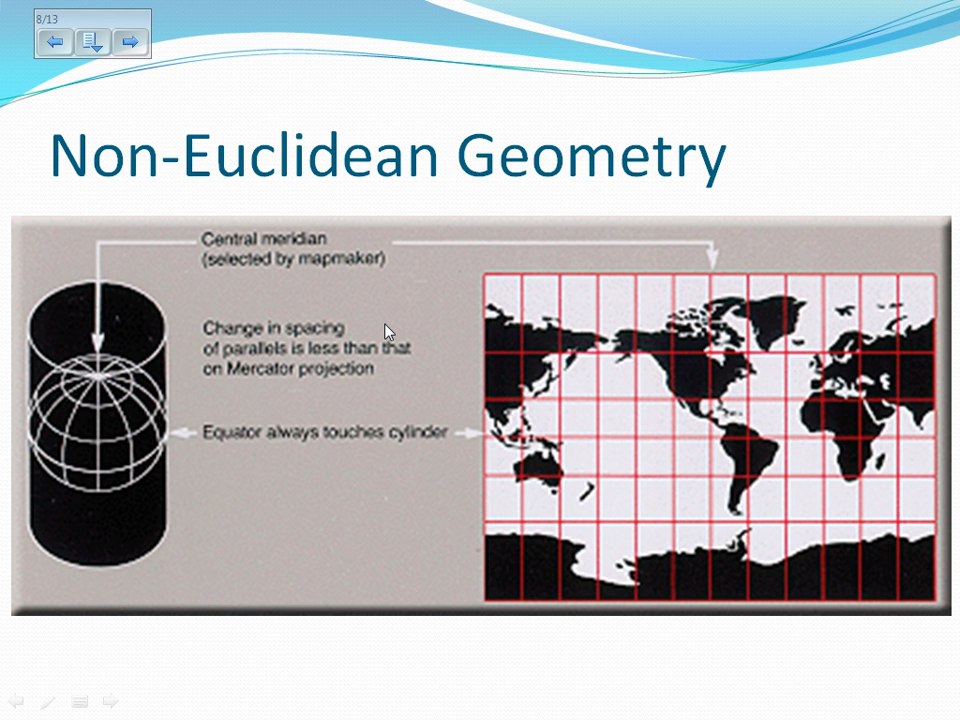 8/13
Non-Euclidean Geometry
Central meridian
(selected by mapmaker)
Change in spacing
of parallels is less than that
on Mercator projection
Equator always touches cylinder